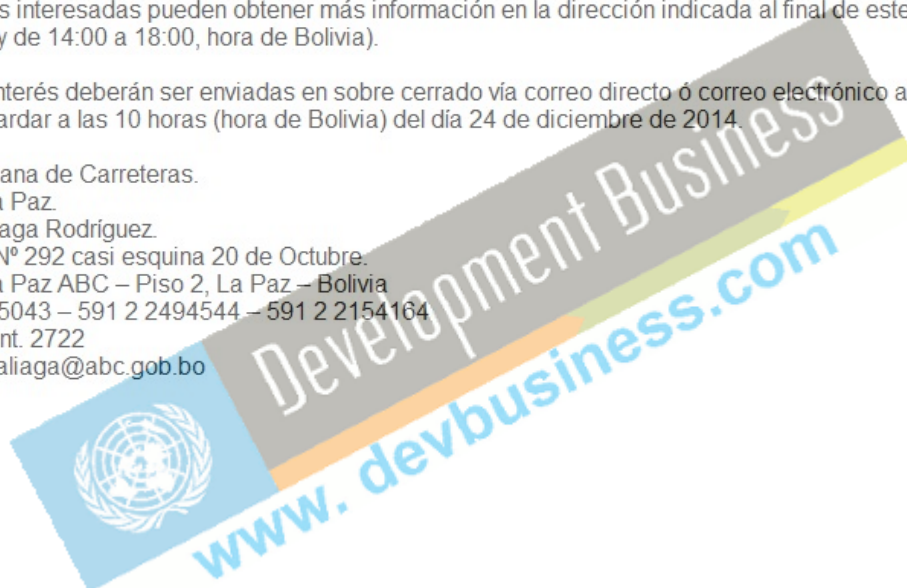 s interesadas pueden obtener más información en la dirección indicada al final de este
y de 14:00 a 18:00, hora de Bolivia).
nterés deberán ser enviadas en sobre cerrado vía correo directo ó correo electrónico a
ardar a las 10 horas (hora de Bolivia) del día 24 de diciembre de 2014.
ana de Carreteras.
a Paz.
aga Rodríguez.
Nº 292 casi esquina 20 de Octubre.
a Paz ABC – Piso 2, La Paz – Bolivia
5043 – 591 2 2494544 – 591 2 2154164
nt. 2722
aliaga@abc.gob.bo
Development Business
www. devbusiness.com